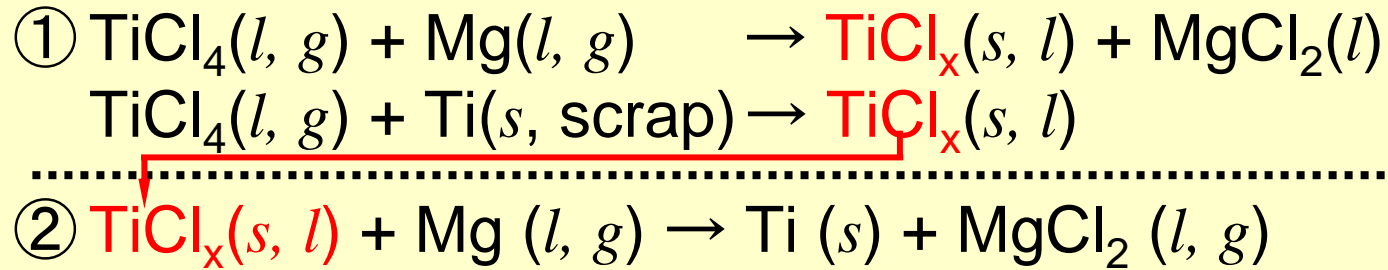 ① TiCl₄(l, g) + Mg(l, g) → TiClₓ(s, l) + MgCl₂(l)
TiCl₄(l, g) + Ti(s, scrap) → TiClₓ(s, l)
② TiClₓ(s, l) + Mg (l, g) → Ti (s) + MgCl₂ (l, g)